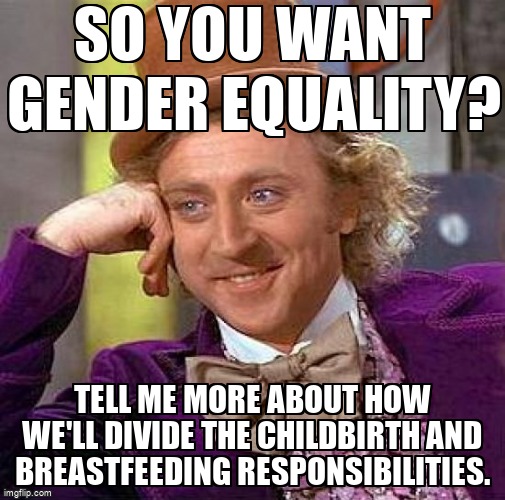 SO YOU WANT
GENDER EQUALITY?
TELL ME MORE ABOUT HOW
WE'LL DIVIDE THE CHILDBIRTH AND
BREASTFEEDING RESPONSIBILITIES.
imgflip.com